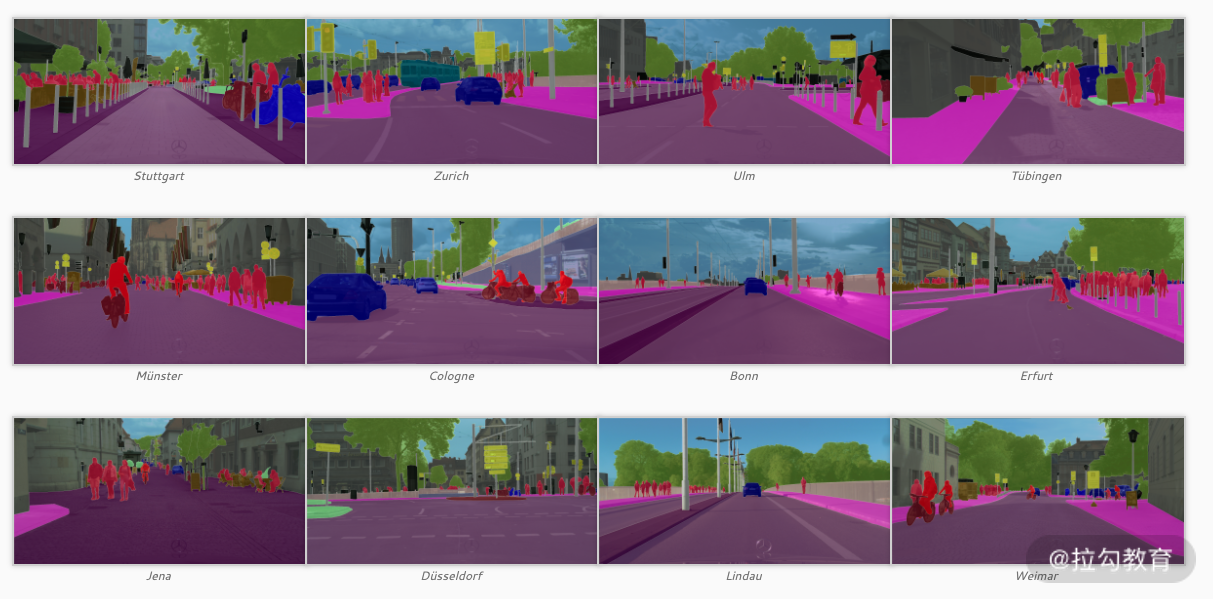 Stuttgart
Zurich
Ulm
Tübingen
Münster
Cologne
Bonn
Erfurt
Jena
Düsseldorf
Lindau
Weimar
@拉勾教育